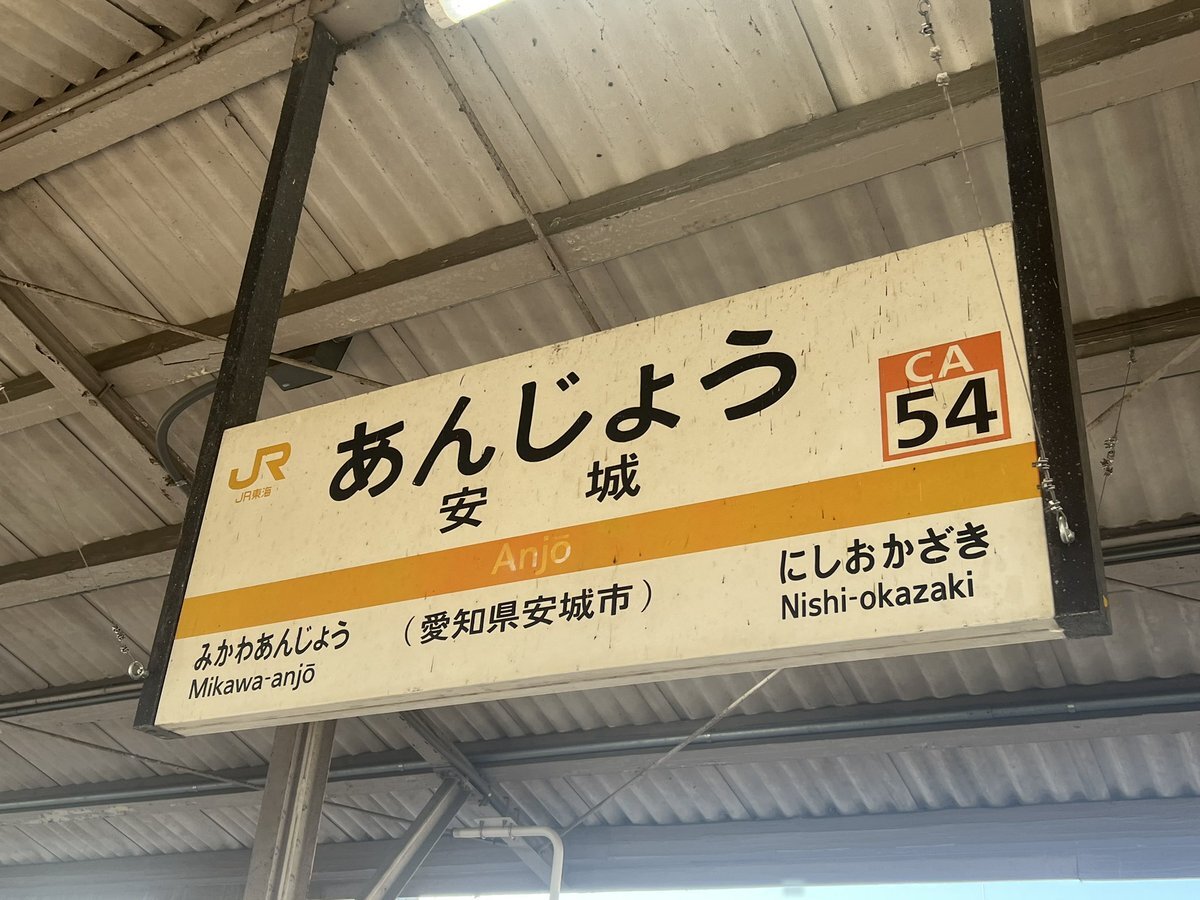 JR
JR東海
あんじょう
安城
CA
54
Anjō
みかわあんじょう
Mikawa-anjō
（愛知県安城市）
にしおかざき
Nishi-okazaki